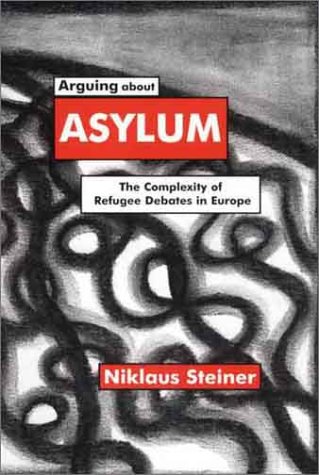 Arguing about
ASYLUM
The Complexity of
Refugee Debates in Europe
Niklaus Steiner